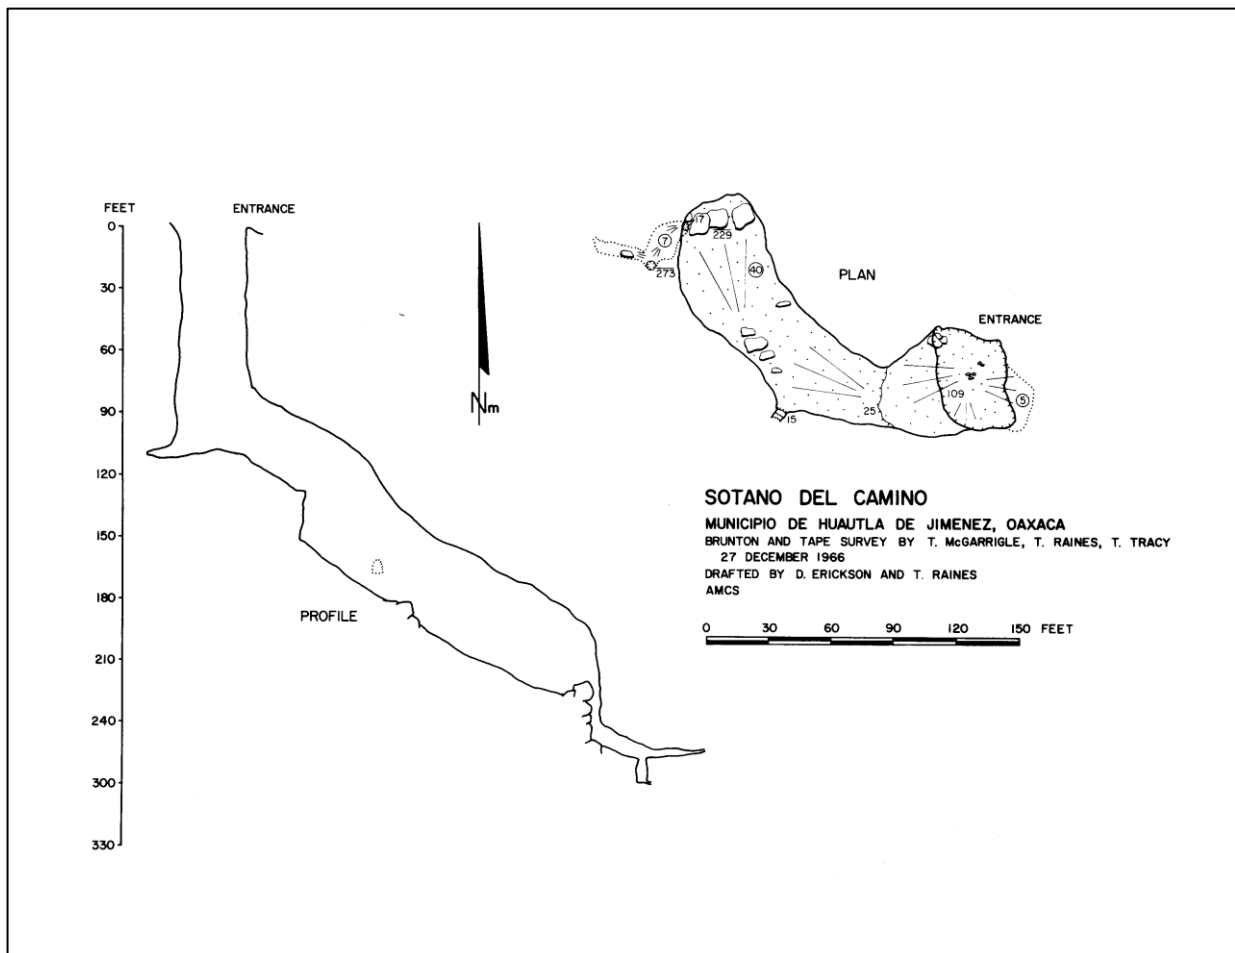 FEET
ENTRANCE
0
30
60
90
120
150
180
210
240
270
300
330
PROFILE
Nm
17
7
229
273
40
PLAN
ENTRANCE
109
5
25
15
SOTANO DEL CAMINO
MUNICIPIO DE HUAUTLA DE JIMENEZ, OAXACA
BRUNTON AND TAPE SURVEY BY T. McGARRIGLE, T. RAINES, T. TRACY
27 DECEMBER 1966
DRAFTED BY D. ERICKSON AND T. RAINES
AMCS
0 30 60 90 120 150 FEET